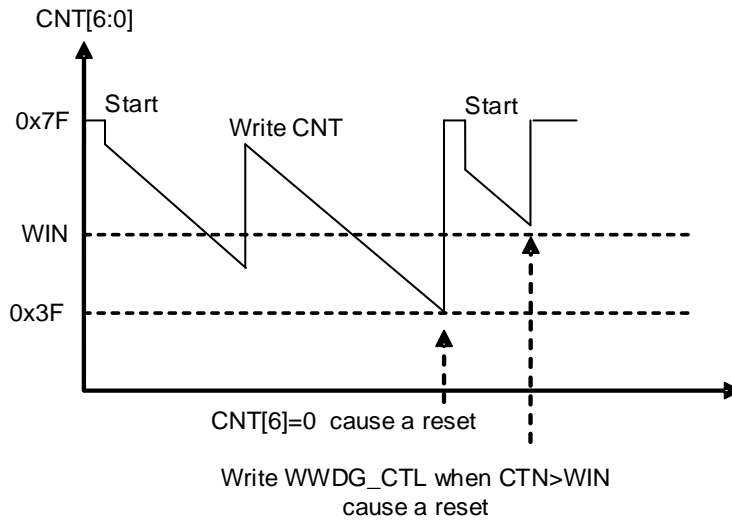 CNT[6:0]
Start
Start
0x7F
Write CNT
WIN
0x3F
CNT[6]=0 cause a reset
Write WWDG_CTL when CTN>WIN
cause a reset